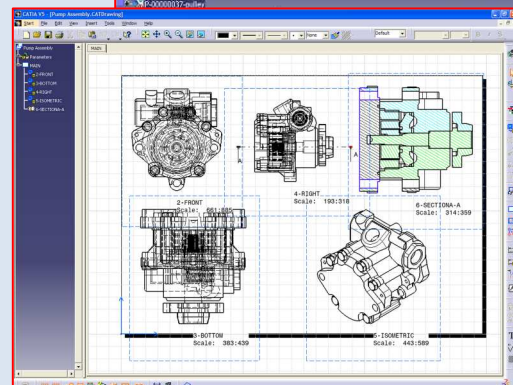 P-00000037-pulley
CATIA V5 - [Pump Assembly.CATDrawing]
Start File Edit View Insert Tools Window Help
None
Default
Pump Assembly
Parameters
MAIN
2-FRONT
3-BOTTOM
4-RIGHT
5-ISOMETRIC
6-SECTIONA-A
Main
A
A
2-FRONT
Scale:
4-RIGHT
Scale: 193:318
6-SECTIONA-A
Scale: 314:359
3-BOTTOM
Scale: 383:439
5-ISOMETRIC
Scale: 443:589